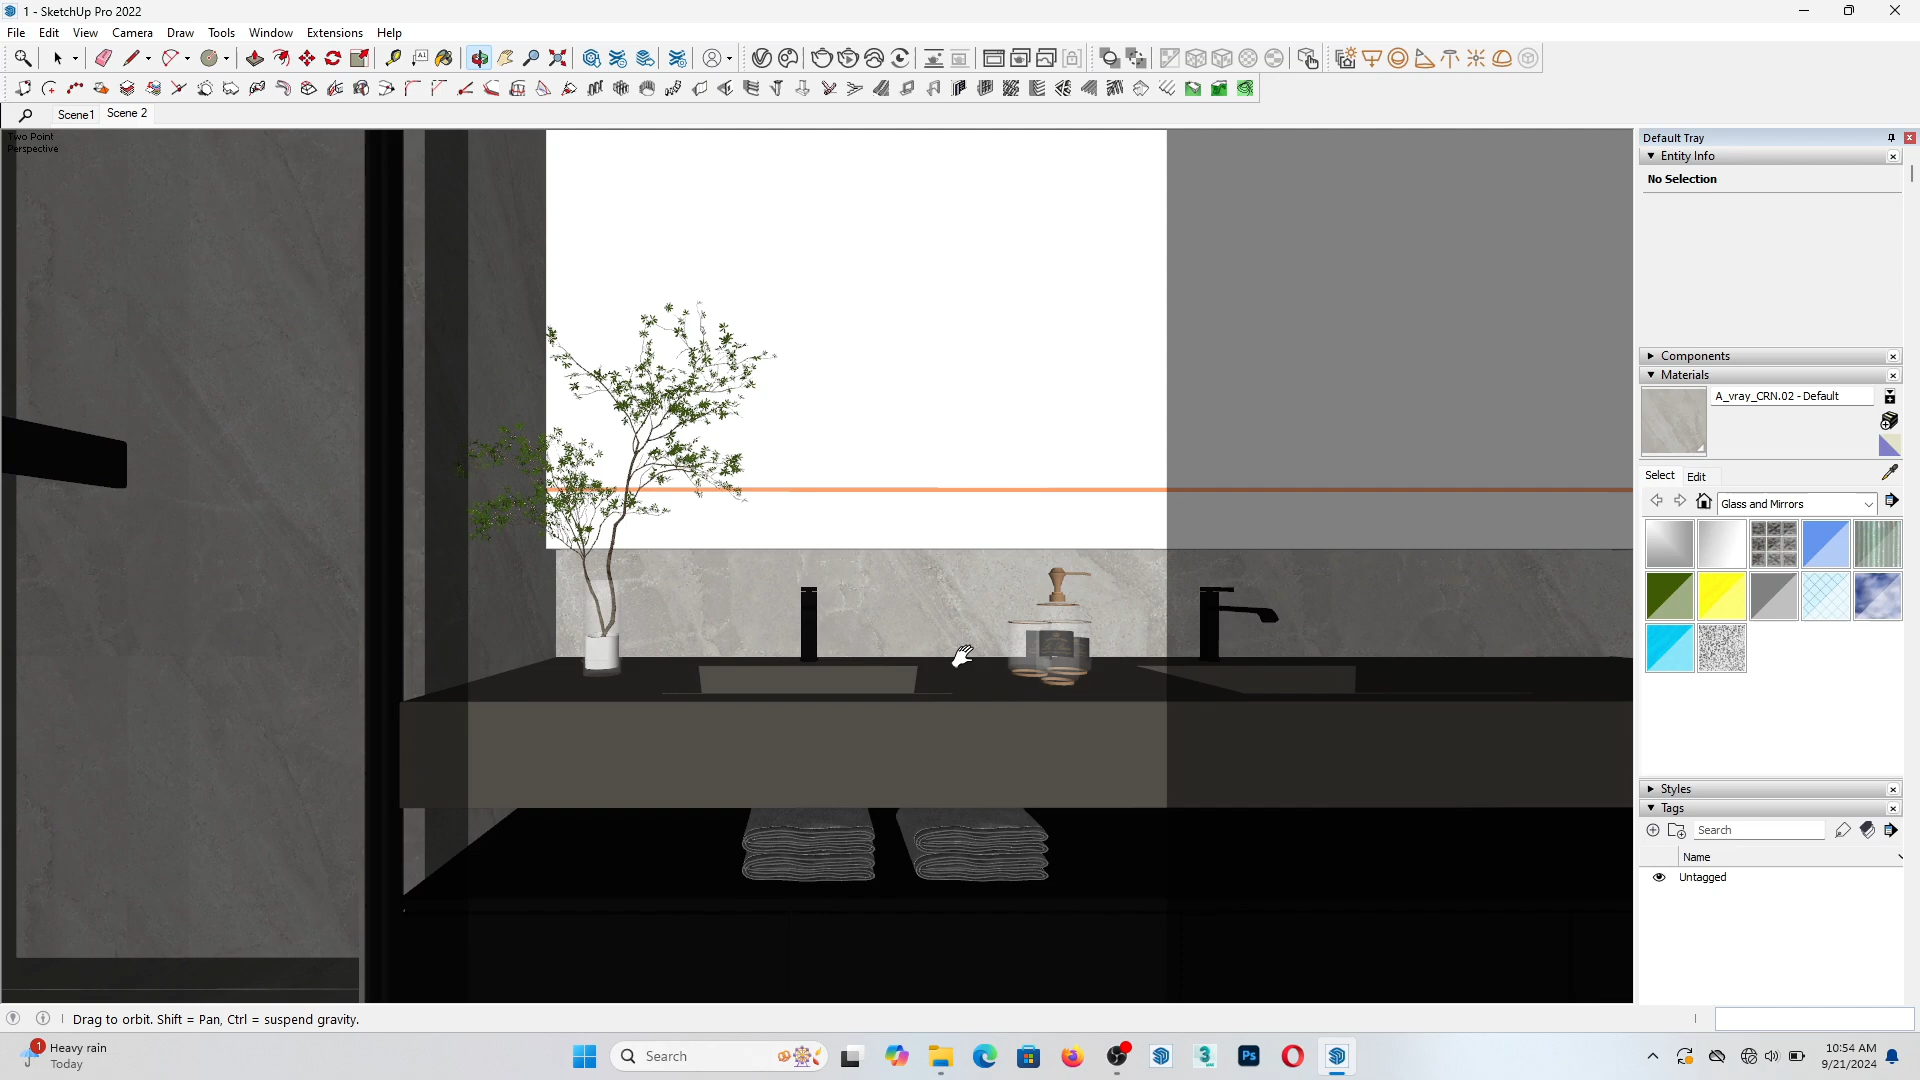 1 - SketchUp Pro 2022
File Edit View Camera Draw Tools Window Extensions Help
Scene1 Scene 2
Two Point
Perspective
Default Tray
Entity Info
No Selection
Components
Materials
A_vray_CRN.02 - Default
Select Edit
Glass and Mirrors
Styles
Tags
Search
Name
Untagged
Drag to orbit. Shift = Pan, Ctrl = suspend gravity.
1 Heavy rain
Today
Search
3
Ps
10:54 AM
9/21/2024